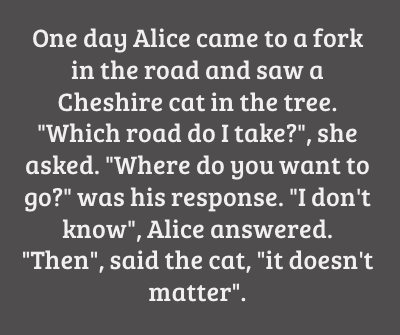 One day Alice came to a fork
in the road and saw a
Cheshire cat in the tree.
"Which road do I take?", she
asked. "Where do you want to
go?" was his response. "I don't
know", Alice answered.
"Then", said the cat, "it doesn't
matter".